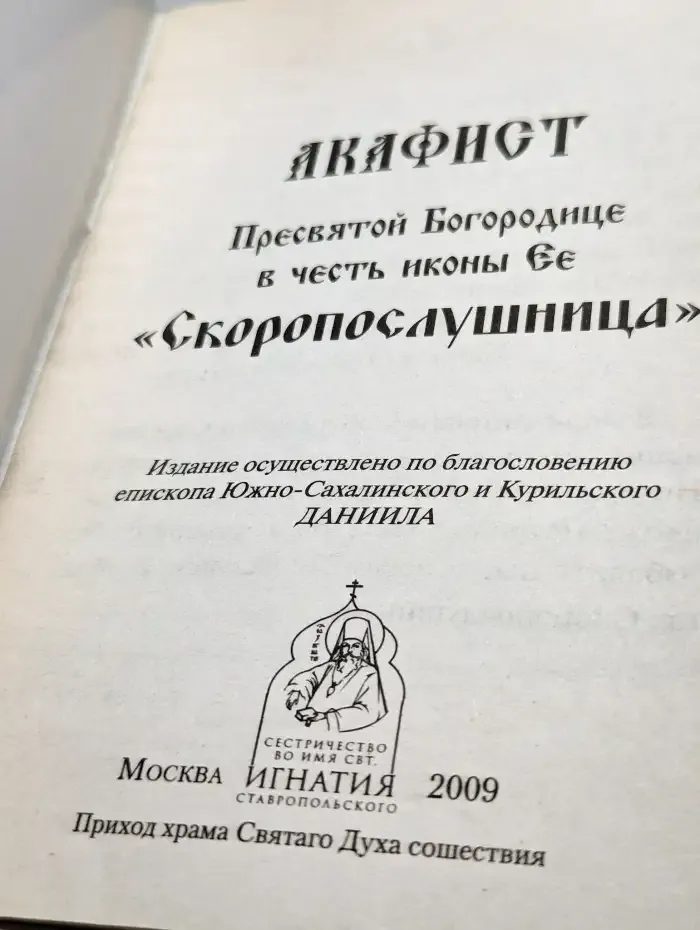 АКАФИСТ
Пресвятой Богородице
в честь иконы Ее
«Скоропослушница»
Издание осуществлено по благословению
епископа Южно-Сахалинского и Курильского
ДАНИИЛА
СЕСТРИЧЕСТВО
ВО ИМЯ СВТ.
Москва ИГНАТИЯ 2009
СТАВРОПОЛЬСКОГО
Приход храма Святаго Духа сошествия